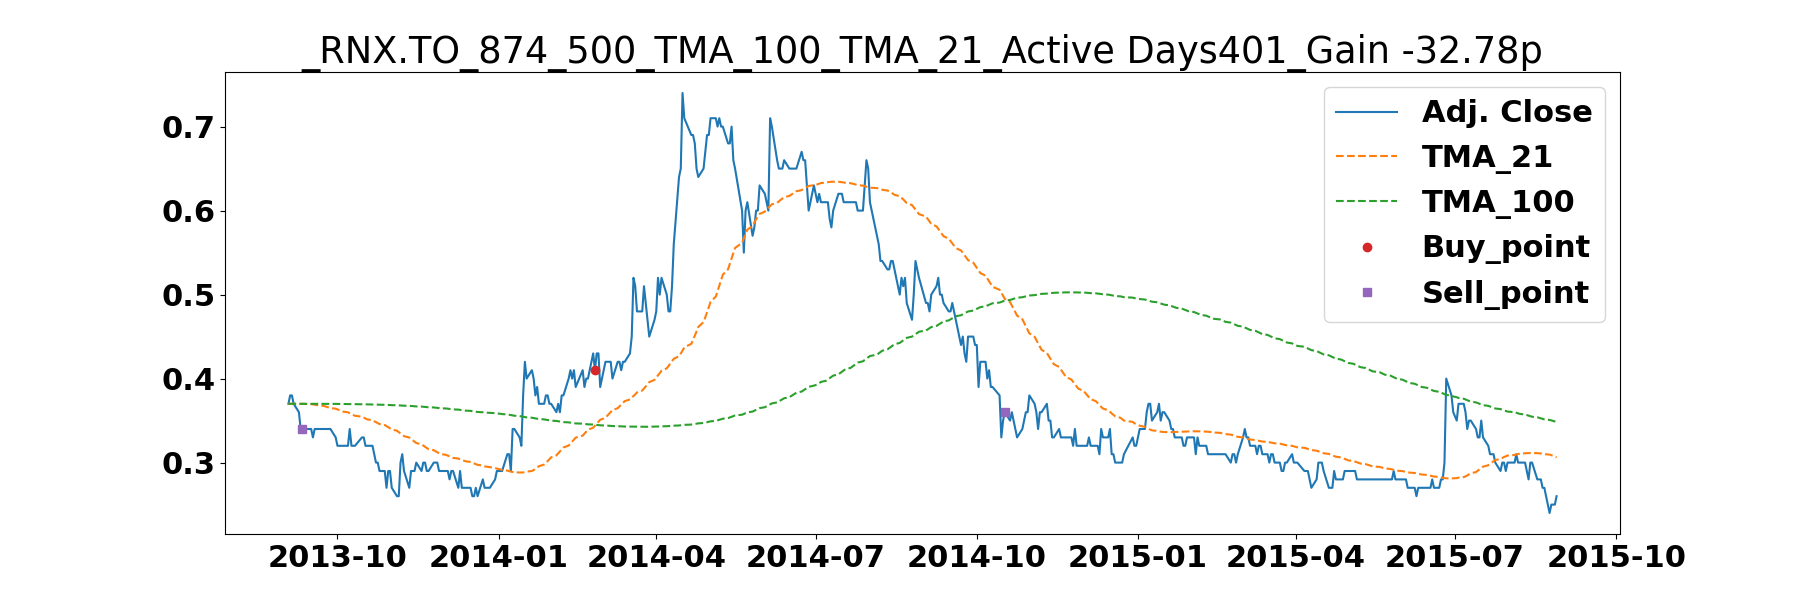 _RNX.TO_874_500_TMA_100_TMA_21_Active Days401_Gain -32.78p
Adj. Close
TMA_21
TMA_100
Buy_point
Sell_point
0.7
0.6
0.5
0.4
0.3
2013-10 2014-01 2014-04 2014-07 2014-10 2015-01 2015-04 2015-07 2015-10